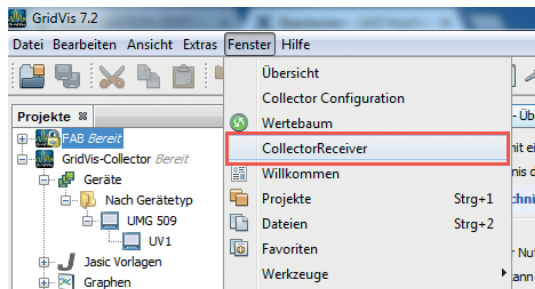 GridVis 7.2
Datei Bearbeiten Ansicht Extras Fenster Hilfe
Projekte
FAB Bereit
GridVis-Collector Bereit
Geräte
Nach Gerätetyp
UMG 509
UV1
Jasic Vorlagen
Graphen
Übersicht
Collector Configuration
Wertebaum
CollectorReceiver
Willkommen
Projekte Strg+1
Dateien Strg+2
Favoriten
Werkzeuge